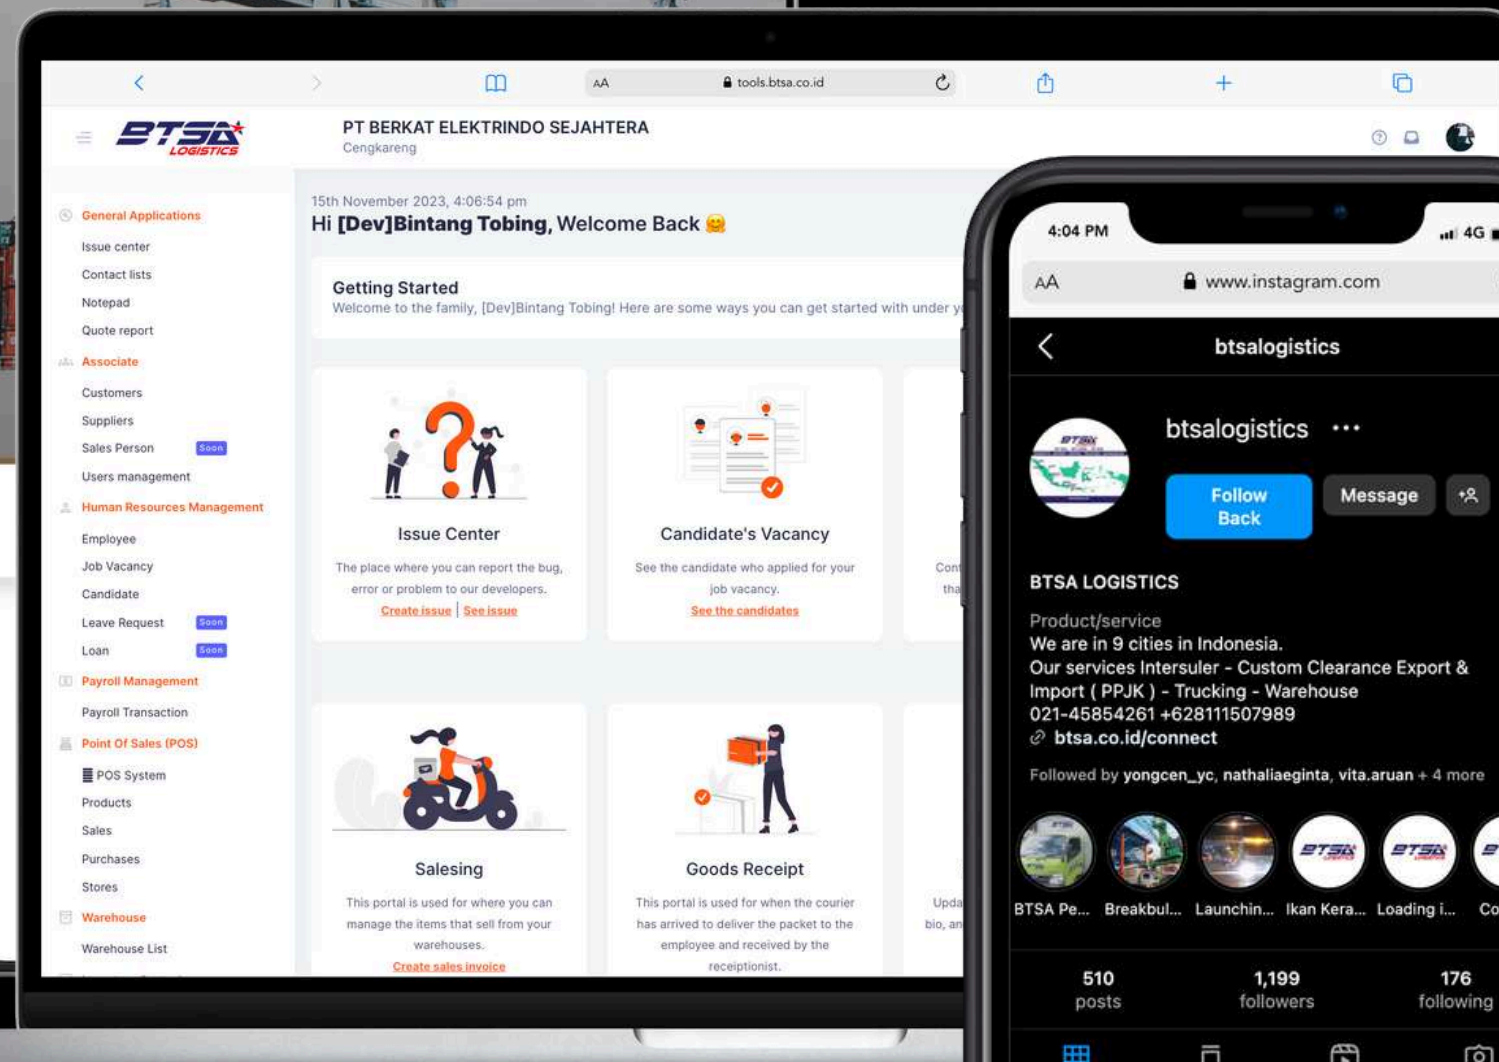 AA
tools.btsa.co.id
BTSA
LOGISTICS
PT BERKAT ELEKTRINDO SEJAHTERA
Cengkareng
General Applications
Issue center
Contact lists
Notepad
Quote report
Associate
Customers
Suppliers
Sales Person Soon
Users management
Human Resources Management
Employee
Job Vacancy
Candidate
Leave Request Soon
Loan Soon
Payroll Management
Payroll Transaction
Point Of Sales (POS)
POS System
Products
Sales
Purchases
Stores
Warehouse
Warehouse List
15th November 2023, 4:06:54 pm
Hi [Dev]Bintang Tobing, Welcome Back 🤗
Getting Started
Welcome to the family, [Dev]Bintang Tobing! Here are some ways you can get started with under
Issue Center
The place where you can report the bug,
error or problem to our developers.
Create issue | See issue
Candidate's Vacancy
See the candidate who applied for your
job vacancy.
See the candidates
Salesing
This portal is used for where you can
manage the items that sell from your
warehouses.
Create sales invoice
Goods Receipt
This portal is used for when the courier
has arrived to deliver the packet to the
employee and received by the
receiptionist.
bio,
4:04 PM
4G
AA
www.instagram.com
btsalogistics
BTSA
btsalogistics ...
Follow
Back
Message
BTSA LOGISTICS
Product/service
We are in 9 cities in Indonesia.
Our services Intersuler - Custom Clearance Export &
Import ( PPJK ) - Trucking - Warehouse
021-45854261 +628111507989
btsa.co.id/connect
Followed by yongcen_yc, nathaliaeginta, vita.aruan + 4 more
BTSA
LOGISTICS
BTSA
LOGISTICS
BTSA Pe... Breakbul... Launchin... Ikan Kera... Loading i... Co
510
posts
1,199
followers
176
following